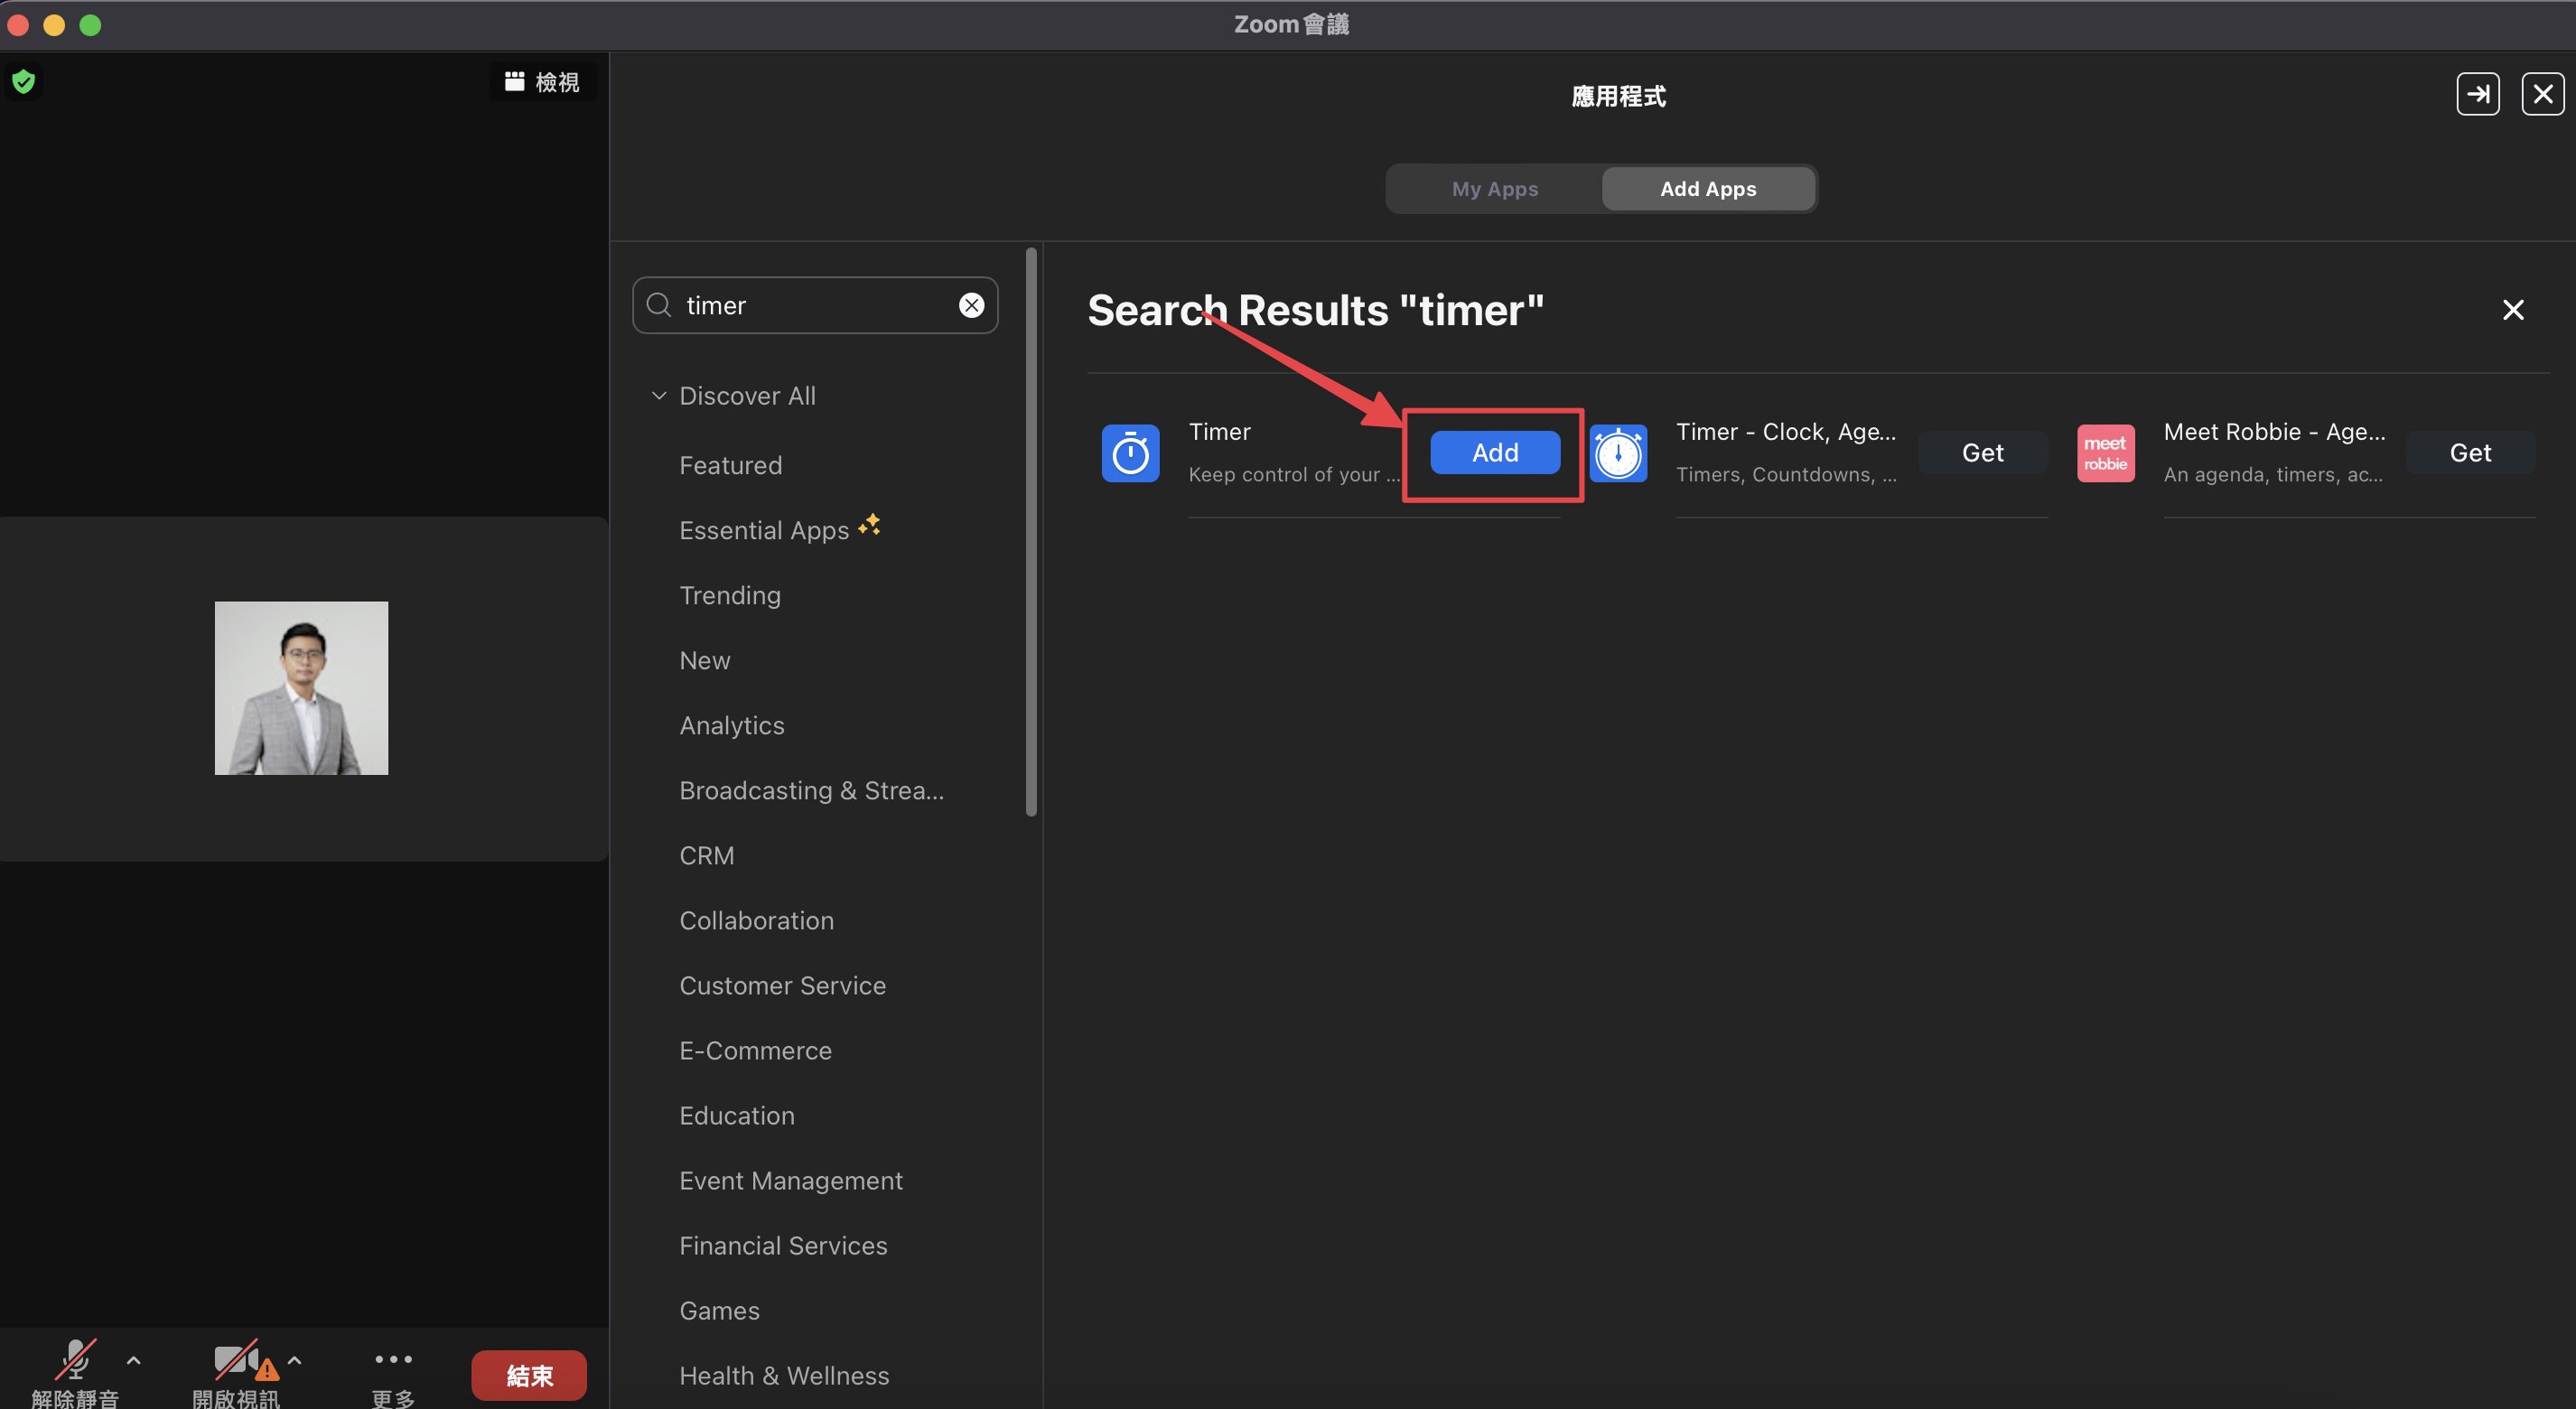 Zoom會議
檢視
應用程式
My Apps
Add Apps
timer
Search Results "timer"
Discover All
Featured
Essential Apps
Trending
New
Analytics
Broadcasting & Strea...
CRM
Collaboration
Customer Service
E-Commerce
Education
Event Management
Financial Services
Games
Health & Wellness
Timer
Keep control of your ...
Add
Timer - Clock, Age...
Timers, Countdowns, ...
Get
meet
robbie
Meet Robbie - Age...
An agenda, timers, ac...
Get
解除靜音
開啟視訊
更多
結束